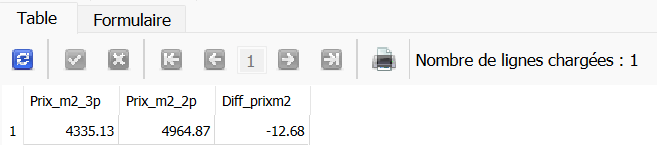 Table Formulaire
1 Nombre de lignes chargées : 1
Prix_m2_3p Prix_m2_2p Diff_prixm2
1 4335.13 4964.87 -12.68